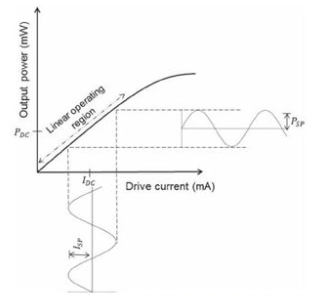 Output power (mW)
Linear operating
region
P_DC
P_SP
I_DC
Drive current (mA)
I_SP